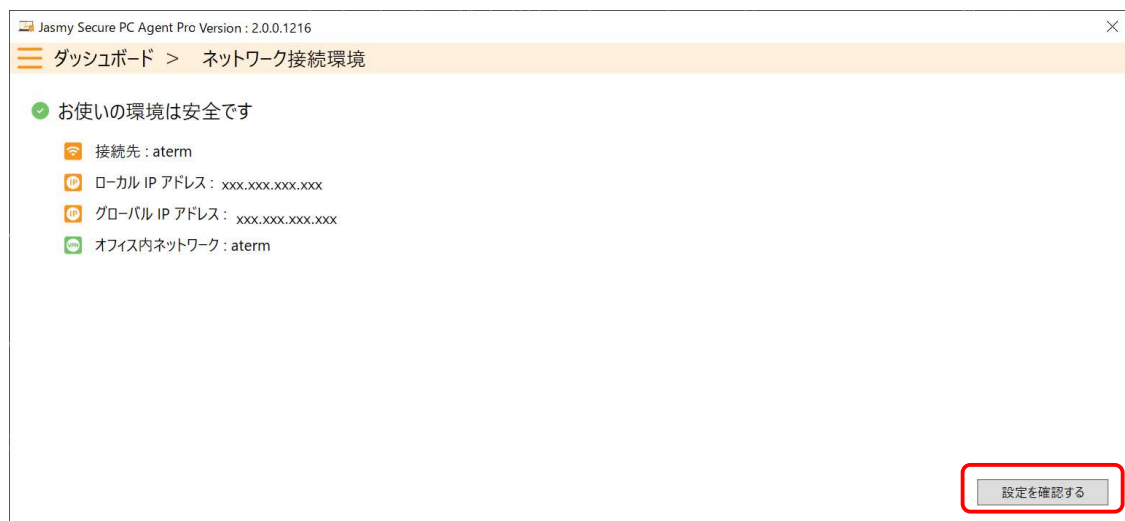 Jasmy Secure PC Agent Pro Version : 2.0.0.1216
ダッシュボード > ネットワーク接続環境
お使いの環境は安全です
接続先 : aterm
IP ローカル IP アドレス : xxx.xxx.xxx.xxx
IP グローバル IP アドレス : xxx.xxx.xxx.xxx
VPN オフィス内ネットワーク : aterm
設定を確認する